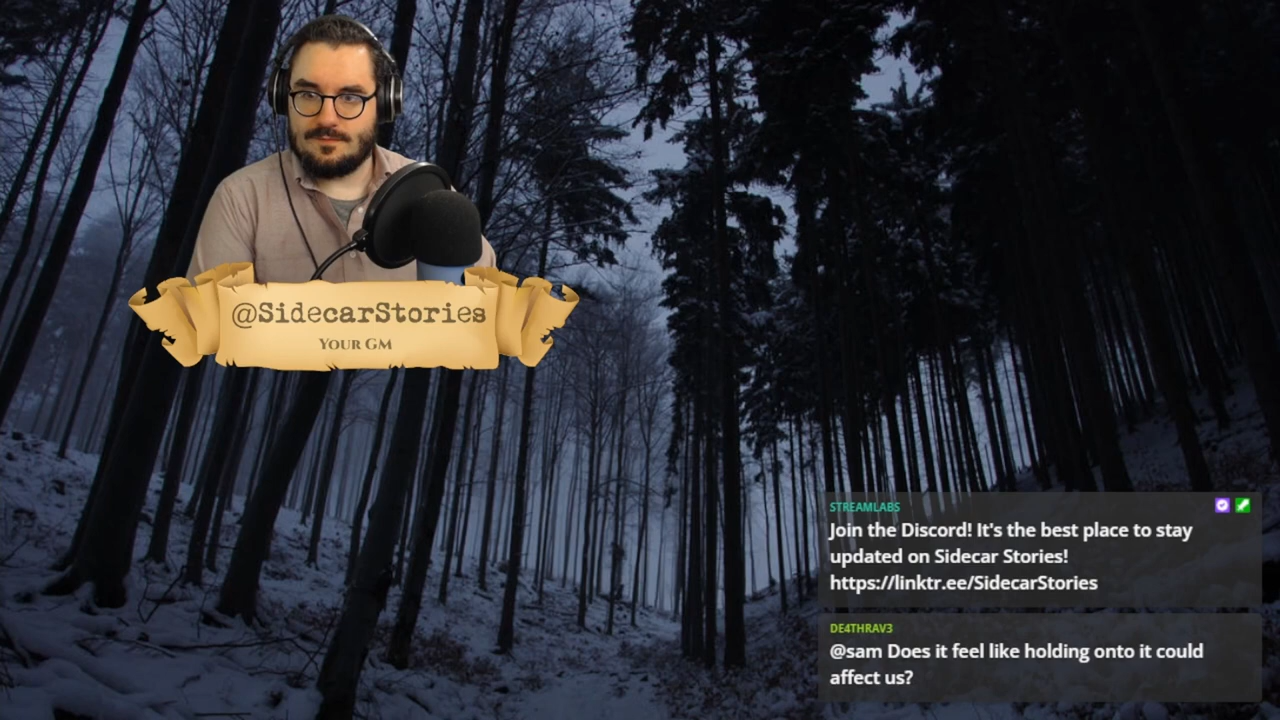 @SidecarStories
YOUR GM
STREAMLABS
Join the Discord! It's the best place to stay
updated on Sidecar Stories!
https://linktr.ee/SidecarStories
DE4THRAV3
@sam Does it feel like holding onto it could
affect us?